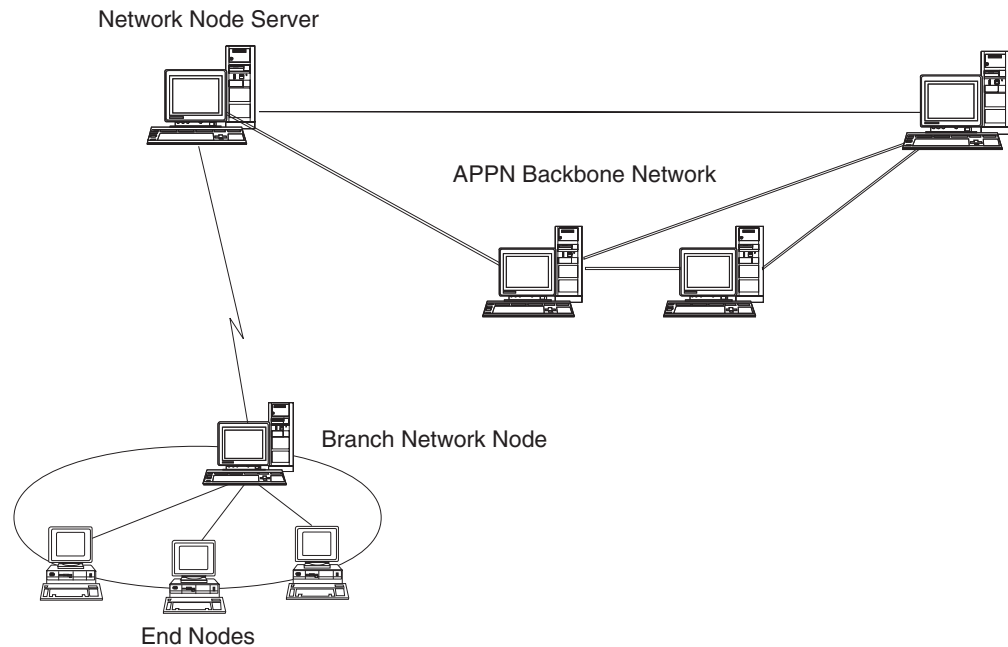 Network Node Server
APPN Backbone Network
Branch Network Node
End Nodes